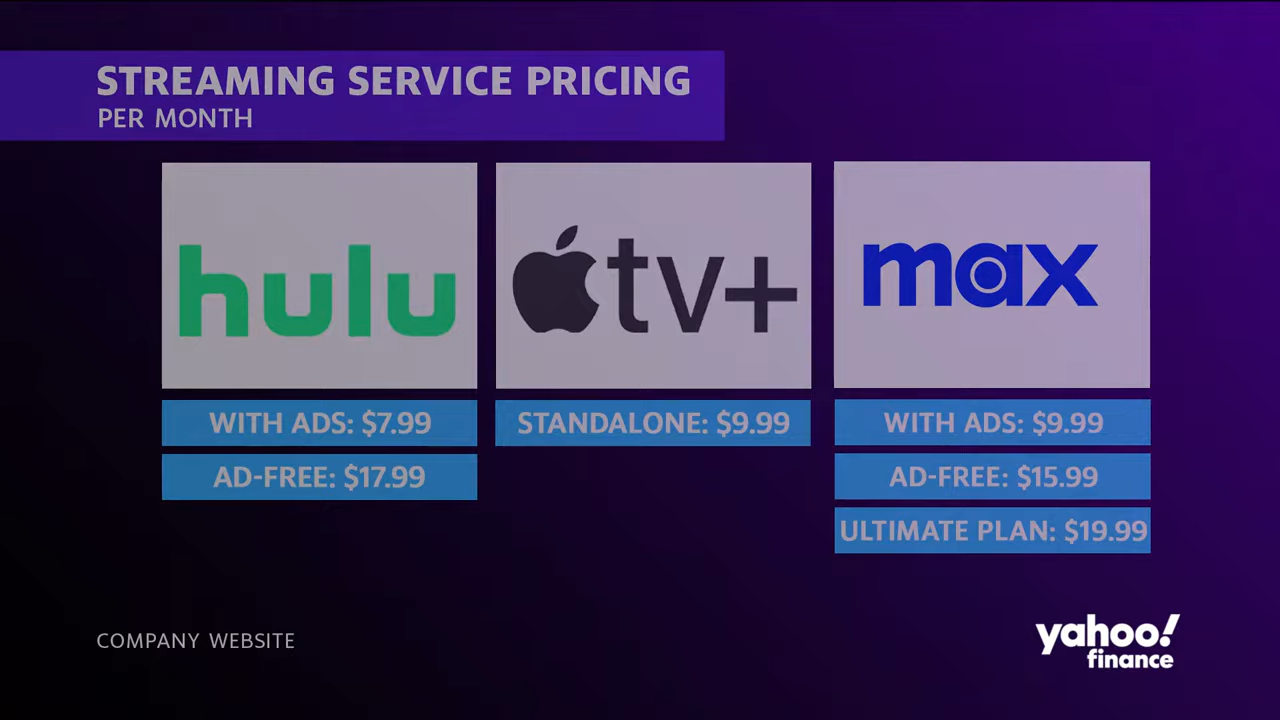 STREAMING SERVICE PRICING
PER MONTH
hulu
tv+
max
WITH ADS: $7.99
STANDALONE: $9.99
WITH ADS: $9.99
AD-FREE: $17.99
AD-FREE: $15.99
ULTIMATE PLAN: $19.99
COMPANY WEBSITE
yahoo!
finance